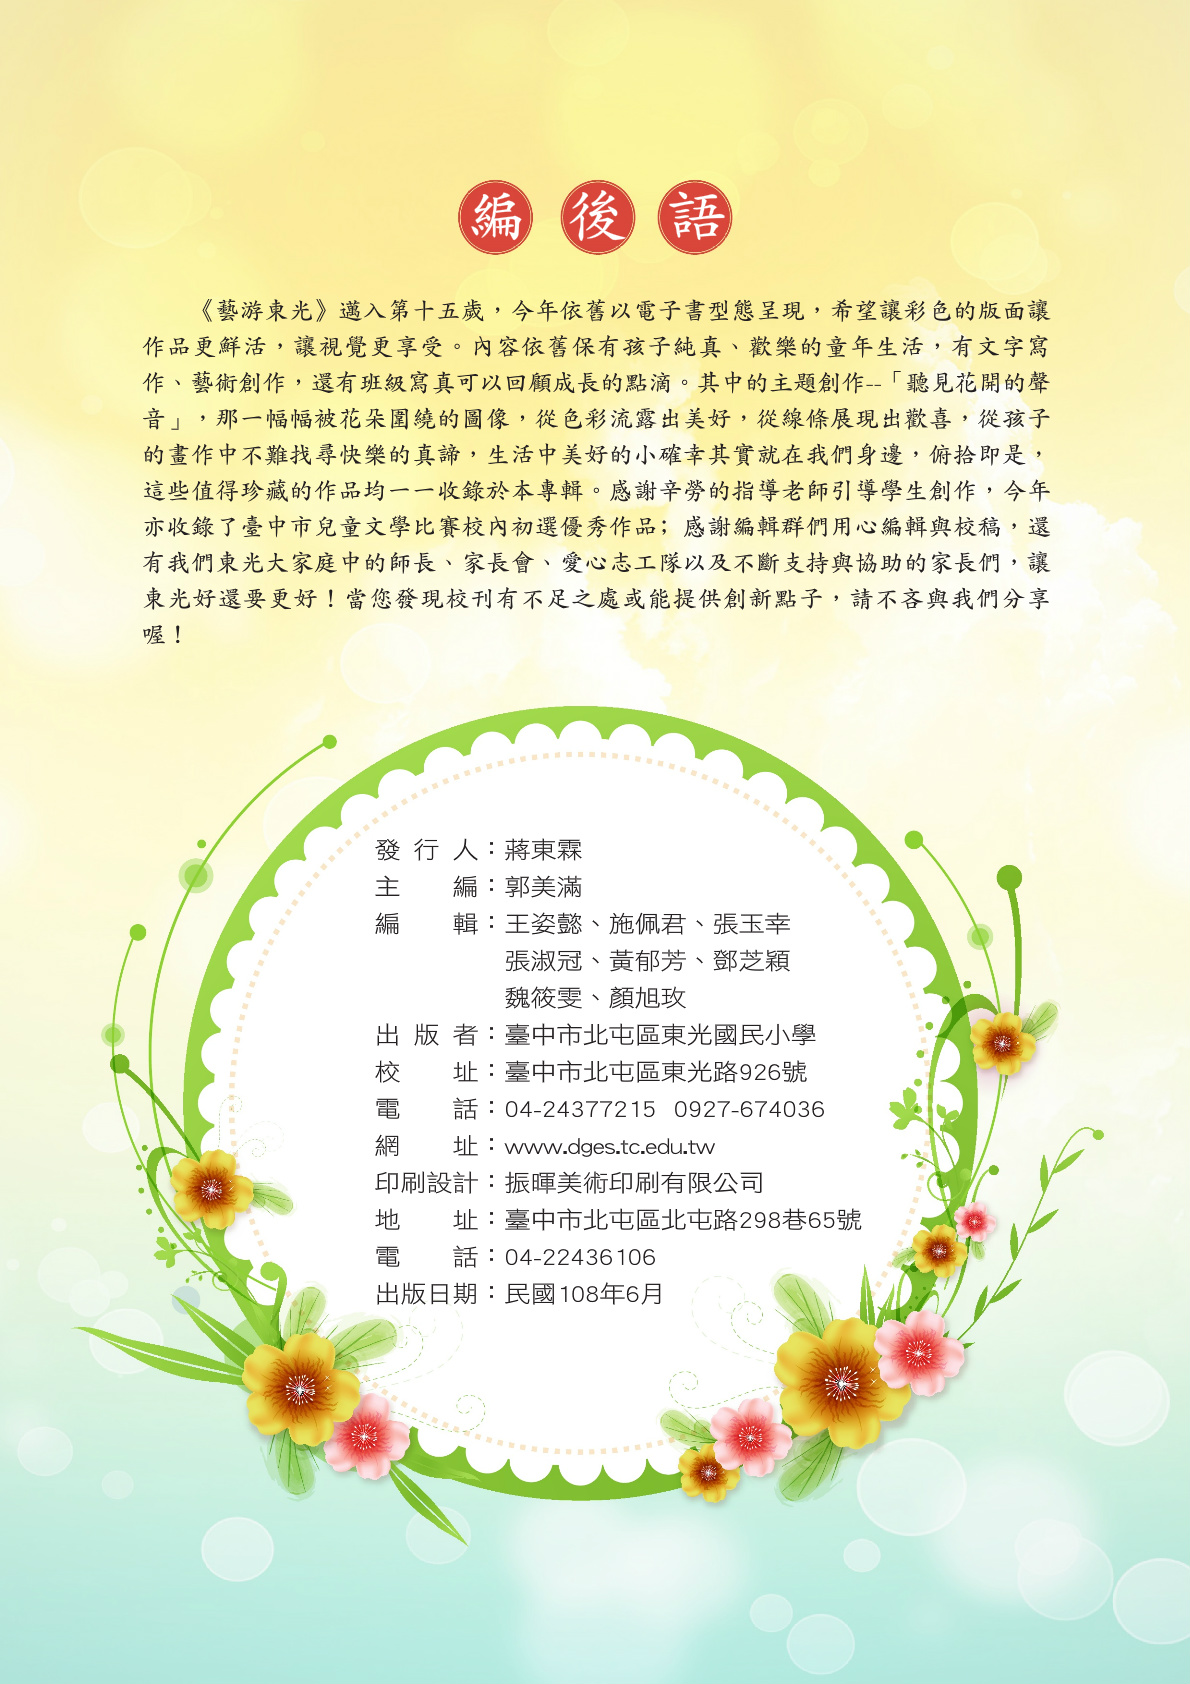 編後語
《藝游東光》邁入第十五歲，今年依舊以電子書型態呈現，希望讓彩色的版面讓
作品更鮮活，讓視覺更享受。內容依舊保有孩子純真、歡樂的童年生活，有文字寫
作、藝術創作，還有班級寫真可以回顧成長的點滴。其中的主題創作--「聽見花開的聲
音」，那一幅幅被花朵圍繞的圖像，從色彩流露出美好，從線條展現出歡喜，從孩子
的畫作中不難找尋快樂的真諦，生活中美好的小確幸其實就在我們身邊，俯拾即是，
這些值得珍藏的作品均一一收錄於本專輯。感謝辛勞的指導老師引導學生創作，今年
亦收錄了臺中市兒童文學比賽校內初選優秀作品；感謝編輯群們用心編輯與校稿，還
有我們東光大家庭中的師長、家長會、愛心志工隊以及不斷支持與協助的家長們，讓
東光好還要更好！當您發現校刊有不足之處或能提供創新點子，請不吝與我們分享
喔！
發行人：蔣東霖
主編：郭美滿
編輯：王姿懿、施佩君、張玉幸
張淑冠、黃郁芳、鄧芝穎
魏筱雯、顏旭玫
出版者：臺中市北屯區東光國民小學
校址：臺中市北屯區東光路926號
電話：04-24377215 0927-674036
網址：www.dges.tc.edu.tw
印刷設計：振暉美術印刷有限公司
地址：臺中市北屯區北屯路298巷65號
電話：04-22436106
出版日期：民國108年6月